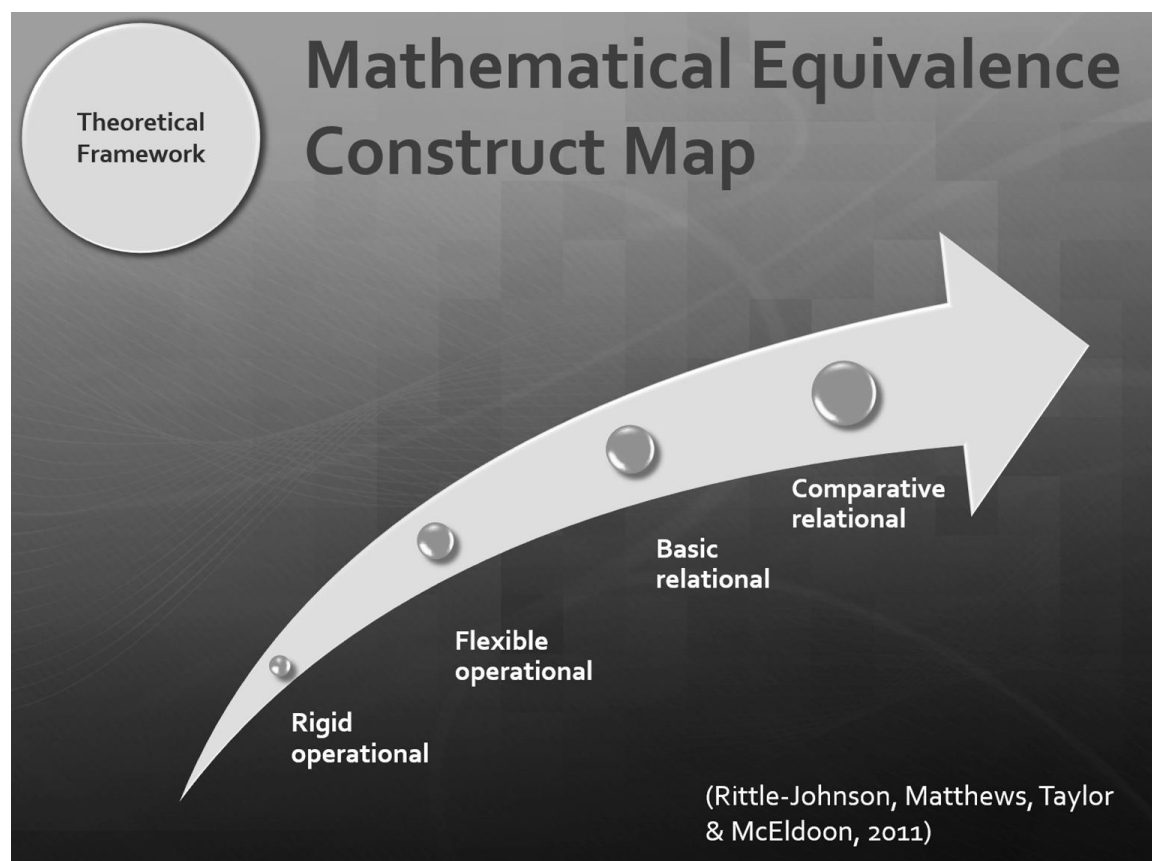 Theoretical
Framework
Mathematical Equivalence
Construct Map
Comparative
relational
Basic
relational
Flexible
operational
Rigid
operational
(Rittle-Johnson, Matthews, Taylor
& McEldoon, 2011)